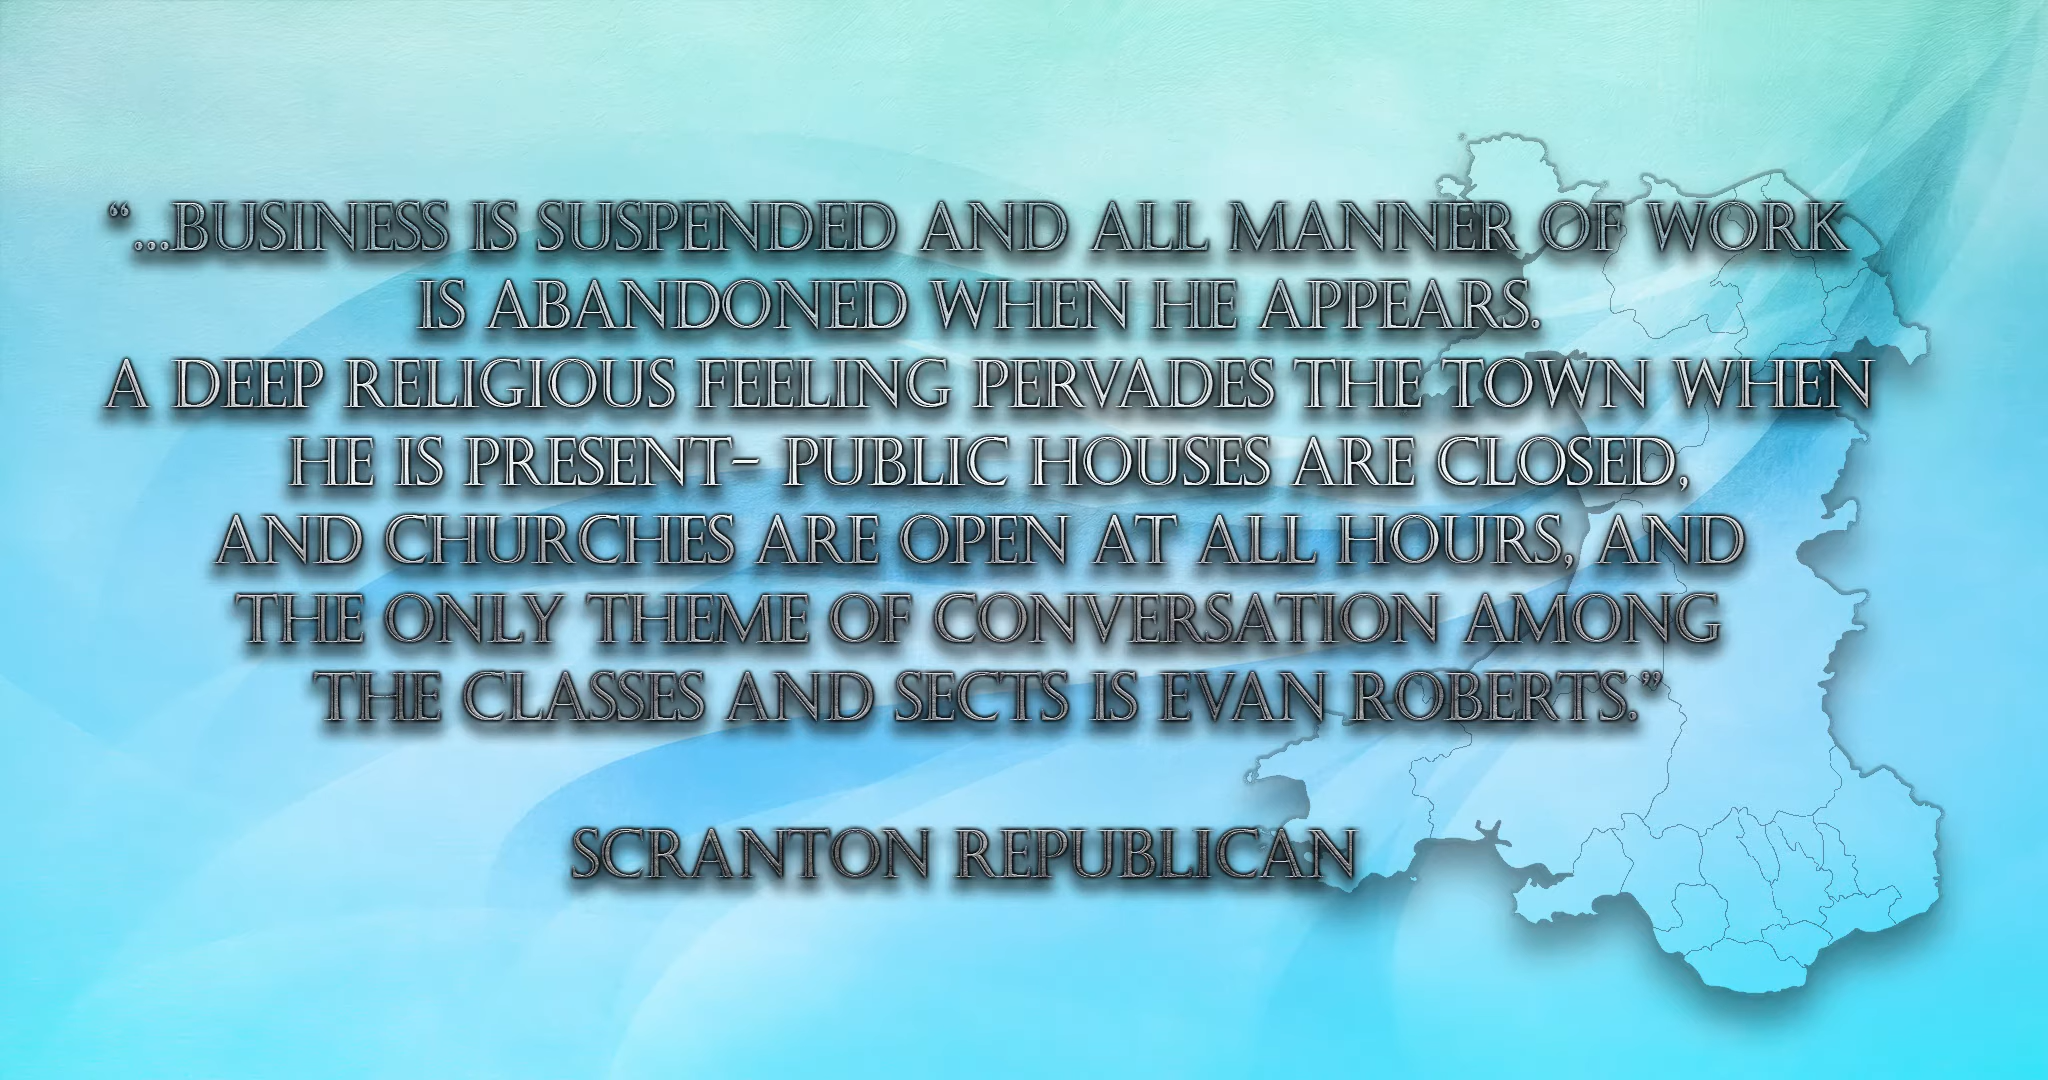 “...BUSINESS IS SUSPENDED AND ALL MANNER OF WORK
IS ABANDONED WHEN HE APPEARS.
A DEEP RELIGIOUS FEELING PERVADES THE TOWN WHEN
HE IS PRESENT- PUBLIC HOUSES ARE CLOSED,
AND CHURCHES ARE OPEN AT ALL HOURS, AND
THE ONLY THEME OF CONVERSATION AMONG
THE CLASSES AND SECTS IS EVAN ROBERTS.”
SCRANTON REPUBLICAN